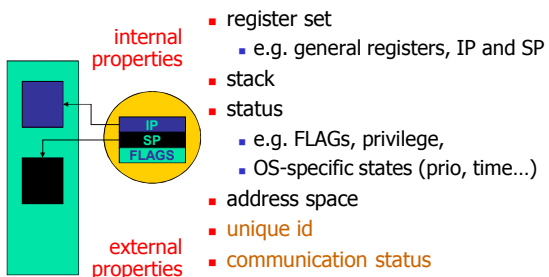 internal
properties
IP
SP
FLAGS
external
properties
register set
e.g. general registers, IP and SP
stack
status
e.g. FLAGs, privilege,
OS-specific states (prio, time…)
address space
unique id
communication status